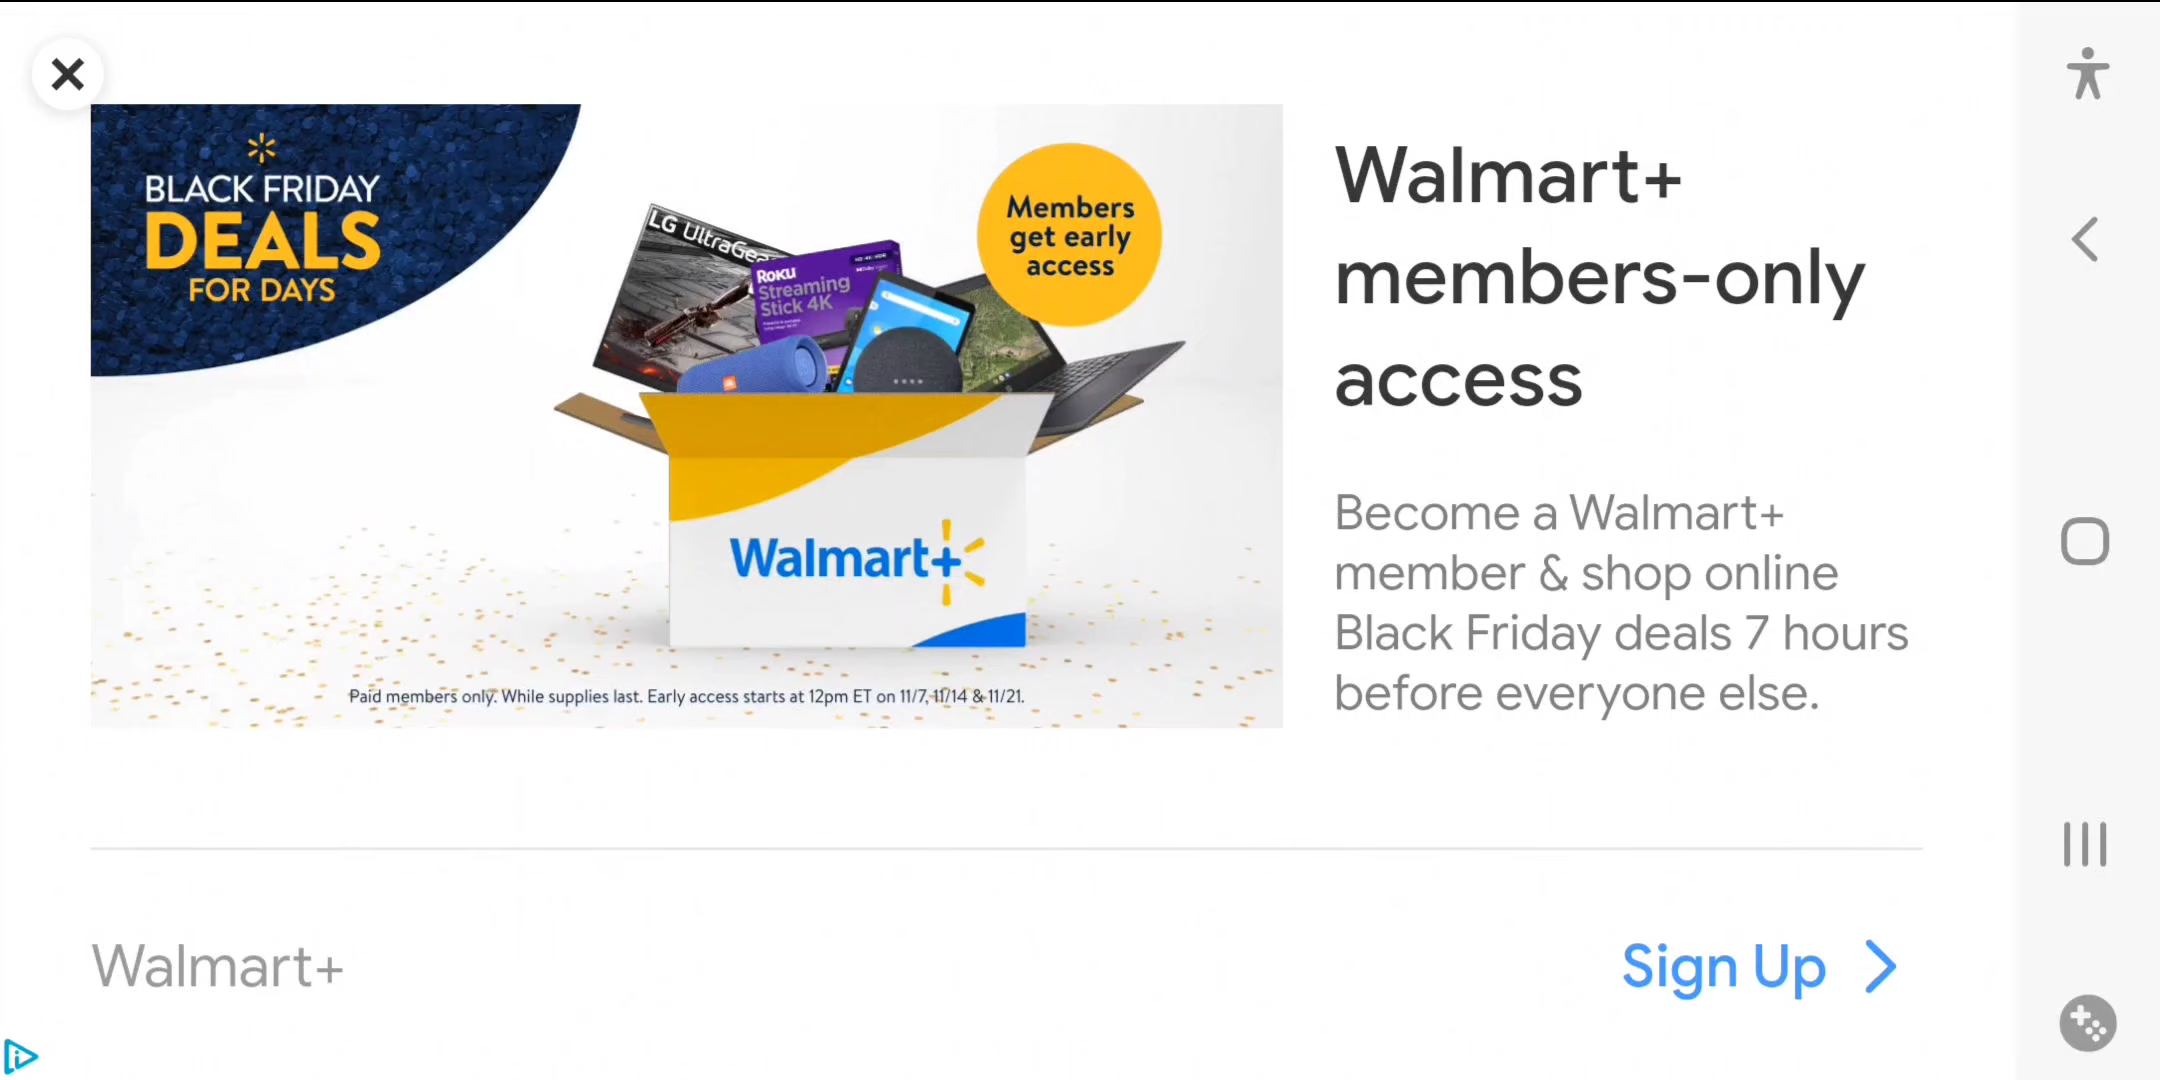 BLACK FRIDAY
DEALS
FOR DAYS
LG UltraGear
Roku
Streaming
Stick 4K
Members
get early
access
Walmart+
Paid members only. While supplies last. Early access starts at 12pm ET on 11/7, 11/14 & 11/21.
Walmart+
members-only
access
Become a Walmart+
member & shop online
Black Friday deals 7 hours
before everyone else.
Walmart+
Sign Up